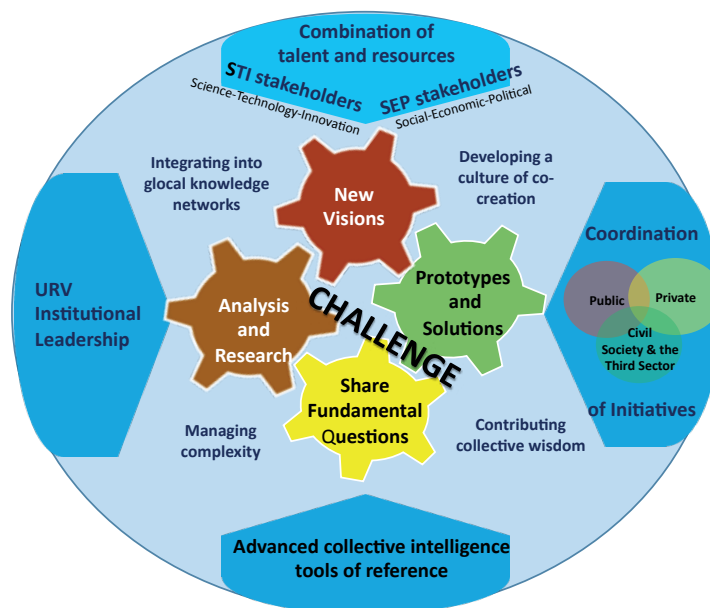 Combination of
talent and resources
STI stakeholders
Science-Technology-Innovation
SEP stakeholders
Social-Economic-Political
Integrating into
glocal knowledge
networks
Developing a
culture of co-
creation
New
Visions
URV
Institutional
Leadership
Analysis
and
Research
CHALLENGE
Prototypes
and
Solutions
Coordination
Public
Private
Civil
Society & the
Third Sector
of Initiatives
Share
Fundamental
Questions
Managing
complexity
Contributing
collective wisdom
Advanced collective intelligence
tools of reference